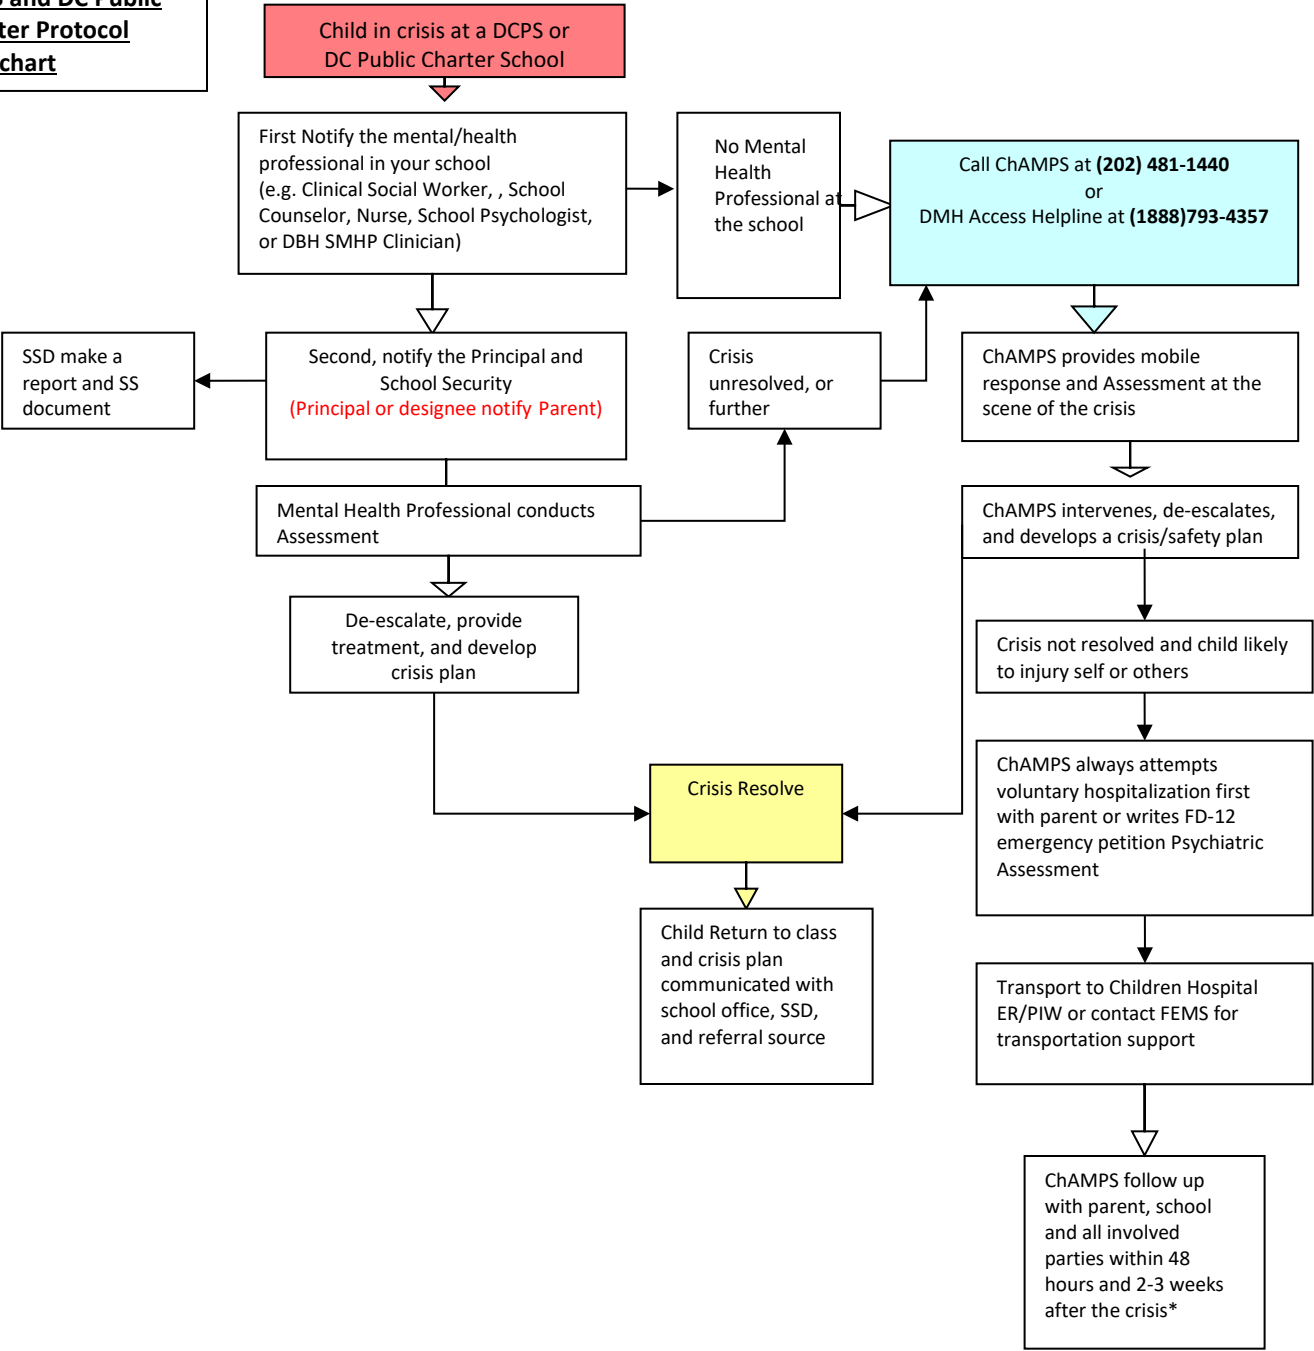 and DC Public
ter Protocol
chart
Child in crisis at a DCPS or
DC Public Charter School
First Notify the mental/health
professional in your school
(e.g. Clinical Social Worker, , School
Counselor, Nurse, School Psychologist,
or DBH SMHP Clinician)
No Mental
Health
Professional at
the school
Call ChAMPS at (202) 481-1440
or
DMH Access Helpline at (1888)793-4357
SSD make a
report and SS
document
Second, notify the Principal and
School Security
(Principal or designee notify Parent)
Crisis
unresolved, or
further
ChAMPS provides mobile
response and Assessment at the
scene of the crisis
Mental Health Professional conducts
Assessment
ChAMPS intervenes, de-escalates,
and develops a crisis/safety plan
De-escalate, provide
treatment, and develop
crisis plan
Crisis not resolved and child likely
to injury self or others
Crisis Resolve
ChAMPS always attempts
voluntary hospitalization first
with parent or writes FD-12
emergency petition Psychiatric
Assessment
Child Return to class
and crisis plan
communicated with
school office, SSD,
and referral source
Transport to Children Hospital
ER/PIW or contact FEMS for
transportation support
ChAMPS follow up
with parent, school
and all involved
parties within 48
hours and 2-3 weeks
after the crisis*